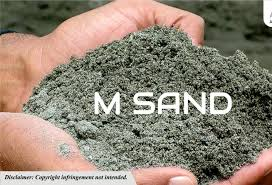 M SAND
Disclaimer: Copyright infringement not intended.